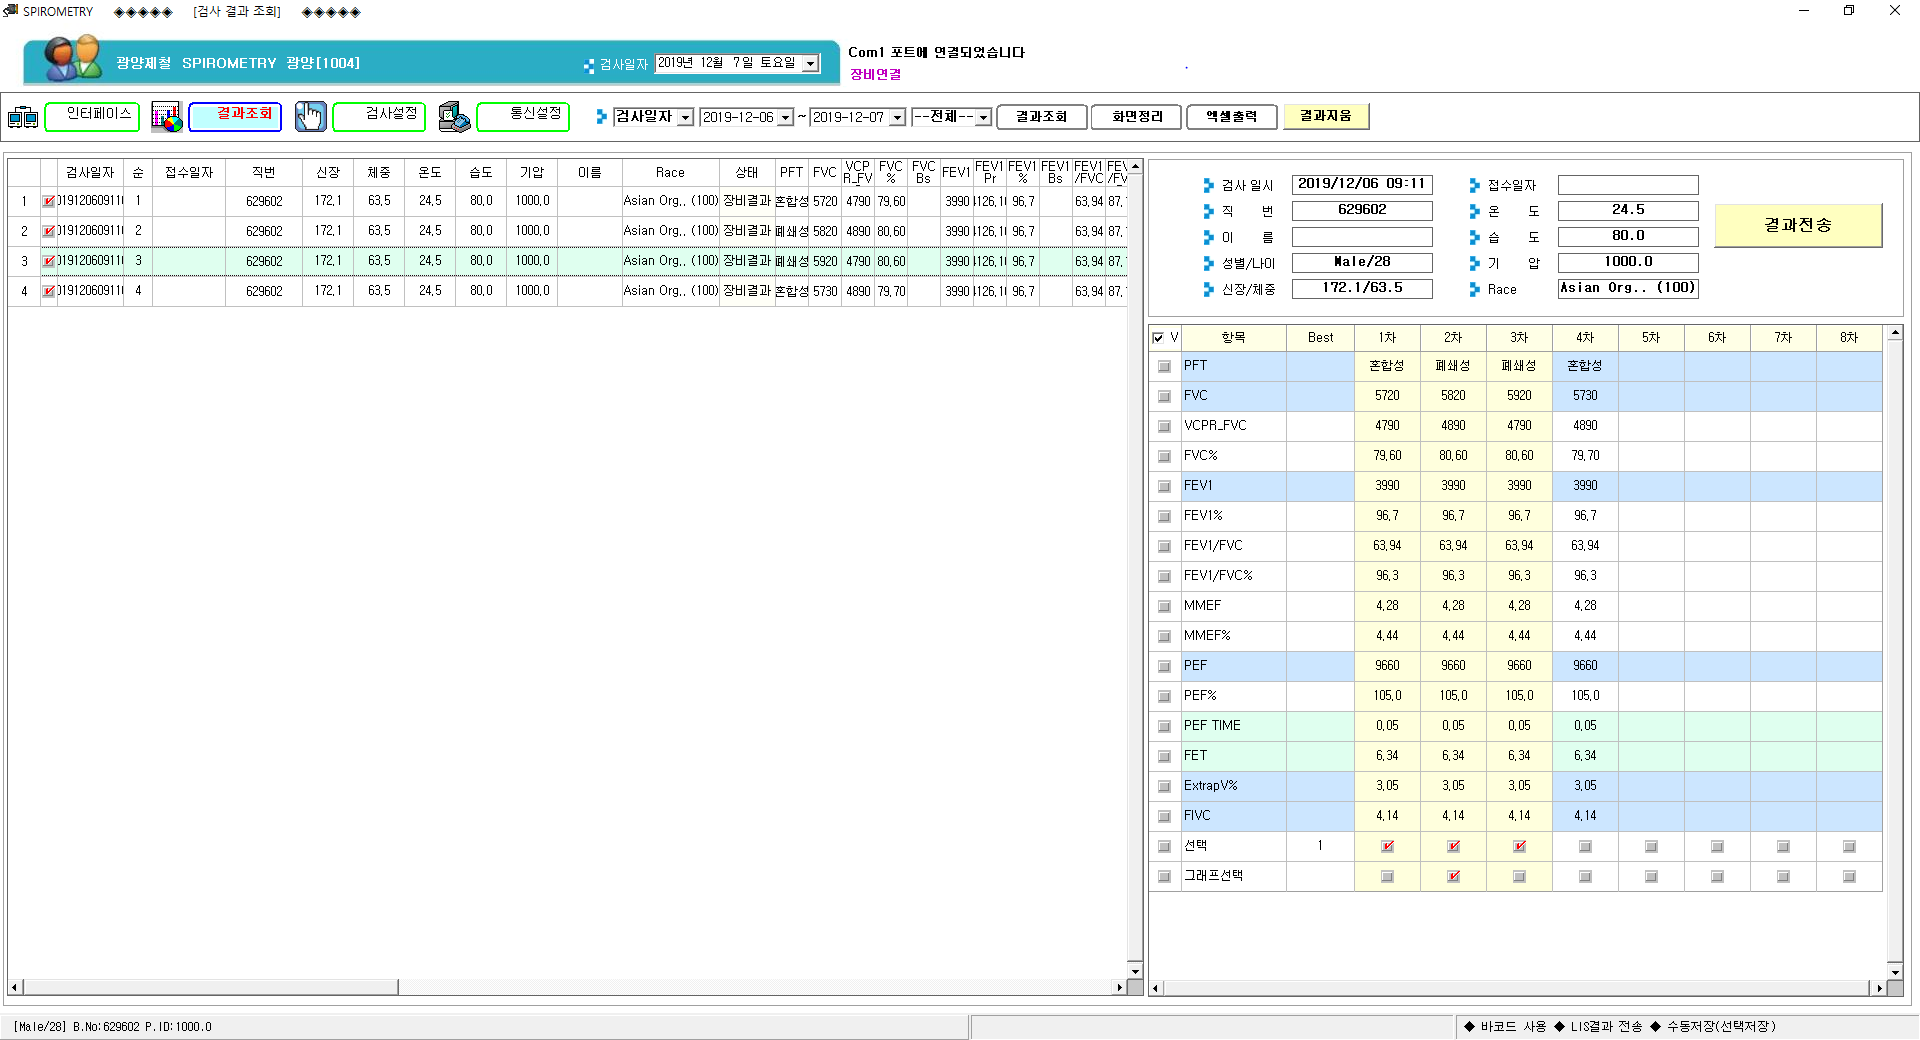 SPIROMETRY ◆◆◆◆◆ [검사 결과 조회] ◆◆◆◆◆
광양제철 SPIROMETRY 광양[1004]
검사일자 2019년 12월 7일 토요일
Com1 포트에 연결되었습니다
장비연결
인터페이스 결과조회 검사설정 통신설정 검사일자 2019-12-06 ~ 2019-12-07 --전체-- 결과조회 화면정리 엑셀출력 결과지움
검사일자 순 접수일자 직번 신장 체중 온도 습도 기압 이름 Race 상태 PFT FVC VCPR_FV FVC% FVC Bs FEV1 FEV1 Pr FEV1 % FEV1 Bs FEV1/FVC
1 1 629602 172.1 63.5 24.5 80.0 1000.0 Asian Org.. (100) 장비결과 혼합성 5720 4790 79.60 3990 96.7 63.94 87.
2 2 629602 172.1 63.5 24.5 80.0 1000.0 Asian Org.. (100) 장비결과 폐쇄성 5820 4890 80.60 3990 96.7 63.94 87.
3 3 629602 172.1 63.5 24.5 80.0 1000.0 Asian Org.. (100) 장비결과 폐쇄성 5920 4790 80.60 3990 96.7 63.94 87.
4 4 629602 172.1 63.5 24.5 80.0 1000.0 Asian Org.. (100) 장비결과 혼합성 5730 4890 79.70 3990 96.7 63.94 87.
검사 일시 2019/12/06 09:11 접수일자
직 번 629602 온 도 24.5
이 름 습 도 80.0
성별/나이 Male/28 기 압 1000.0
신장/체중 172.1/63.5 Race Asian Org.. (100)
결과전송
V 항목 Best 1차 2차 3차 4차 5차 6차 7차 8차
PFT 혼합성 폐쇄성 폐쇄성 혼합성
FVC 5720 5820 5920 5730
VCPR_FVC 4790 4890 4790 4890
FVC% 79.60 80.60 80.60 79.70
FEV1 3990 3990 3990 3990
FEV1% 96.7 96.7 96.7 96.7
FEV1/FVC 63.94 63.94 63.94 63.94
FEV1/FVC% 96.3 96.3 96.3 96.3
MMEF 4.28 4.28 4.28 4.28
MMEF% 4.44 4.44 4.44 4.44
PEF 9660 9660 9660 9660
PEF% 105.0 105.0 105.0 105.0
PEF TIME 0.05 0.05 0.05 0.05
FET 6.34 6.34 6.34 6.34
ExtrapV% 3.05 3.05 3.05 3.05
FIVC 4.14 4.14 4.14 4.14
선택 1
그래프선택
[Male/28] B.No:629602 P.ID:1000.0
◆ 바코드 사용 ◆ LIS결과 전송 ◆ 수동저장(선택저장)